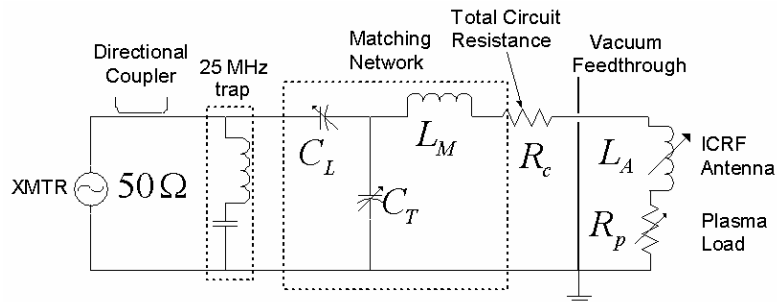 Total Circuit
Resistance
Directional
Coupler
25 MHz
trap
Matching
Network
Vacuum
Feedthrough
XMTR
50 Ω
C_L
L_M
C_T
R_c
L_A
ICRF
Antenna
R_p
Plasma
Load